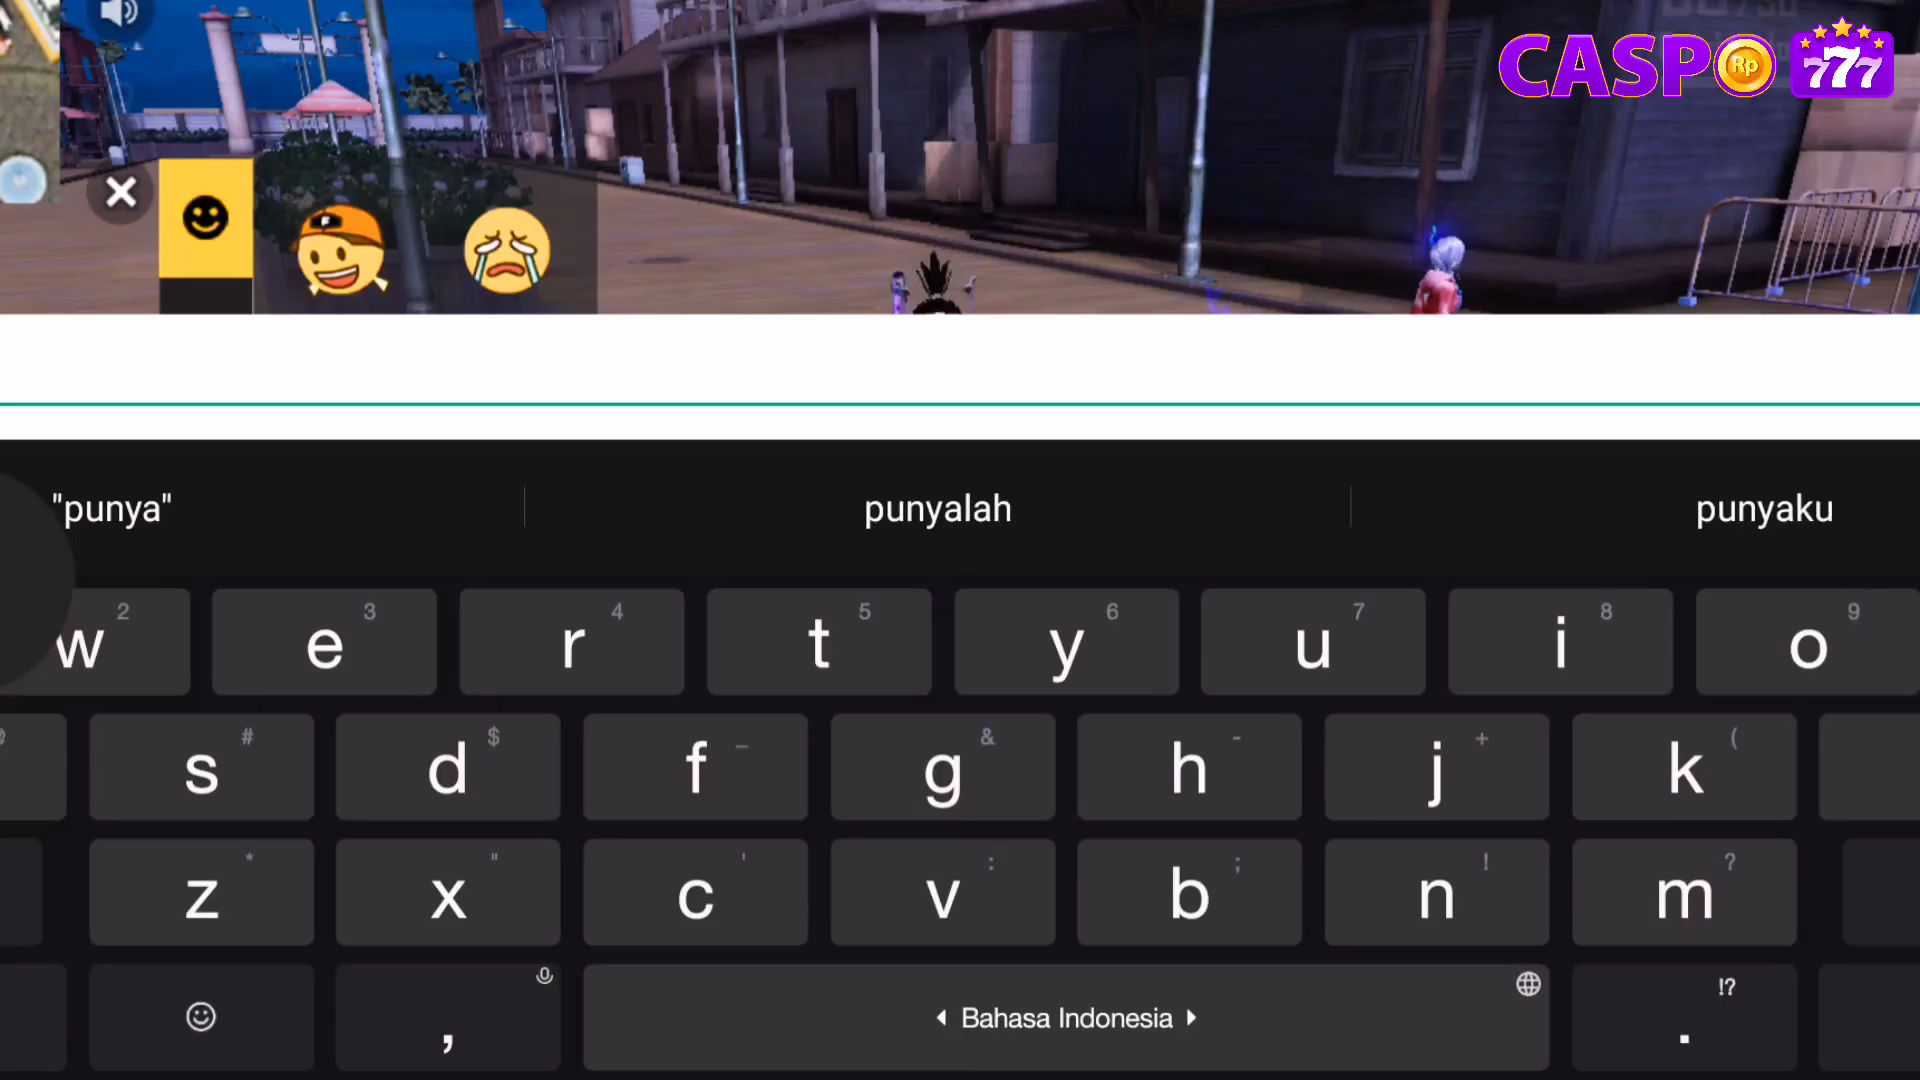 CASPO Rp 777
"punya" punyalah punyaku
2 3 4 5 6 7 8 9
w e r t y u i o
# $ _ & - + (
s d f g h j k
* " ' : ; ! ?
z x c v b n m
, Bahasa Indonesia !? .